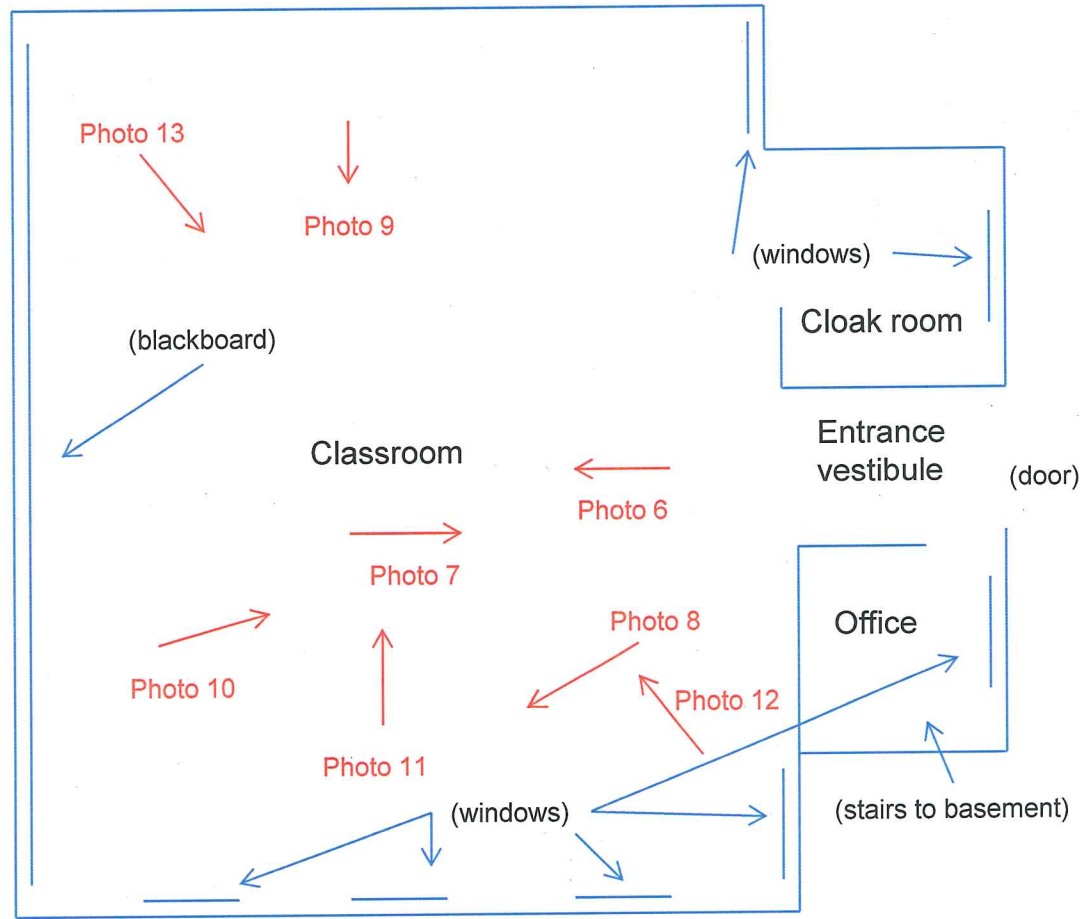 Photo 13
Photo 9
(windows)
Cloak room
(blackboard)
Classroom
Entrance
vestibule
(door)
Photo 6
Photo 7
Office
Photo 8
Photo 10
Photo 12
Photo 11
(windows)
(stairs to basement)